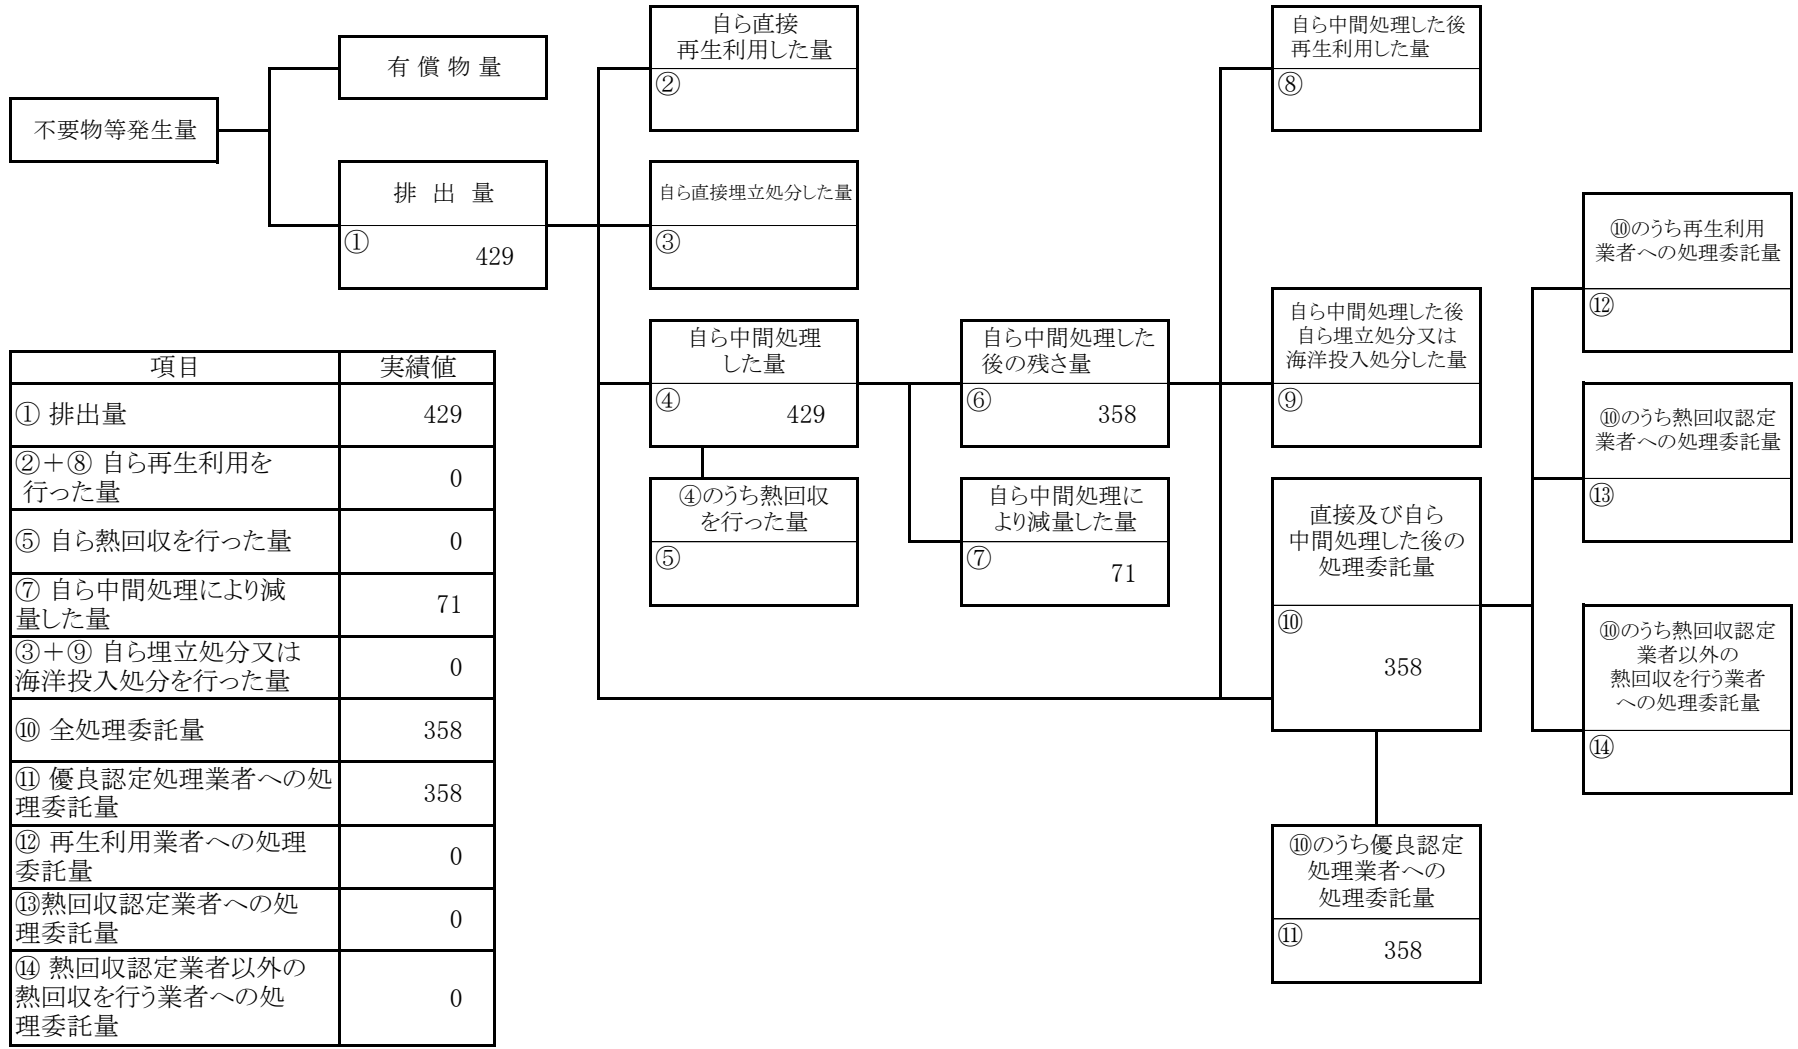 不要物等発生量
有 償 物 量
排 出 量
①
429
自ら直接
再生利用した量
②
自ら直接埋立処分した量
③
自ら中間処理
した量
④
429
④のうち熱回収
を行った量
⑤
自ら中間処理した
後の残さ量
⑥
358
自ら中間処理に
より減量した量
⑦
71
自ら中間処理した後
再生利用した量
⑧
自ら中間処理した後
自ら埋立処分又は
海洋投入処分した量
⑨
直接及び自ら
中間処理した後の
処理委託量
⑩
358
⑩のうち優良認定
処理業者への
処理委託量
⑪
358
⑩のうち再生利用
業者への処理委託量
⑫
⑩のうち熱回収認定
業者への処理委託量
⑬
⑩のうち熱回収認定
業者以外の
熱回収を行う業者
への処理委託量
⑭
項目 実績値
① 排出量 429
②+⑧ 自ら再生利用を
行った量 0
⑤ 自ら熱回収を行った量 0
⑦ 自ら中間処理により減
量した量 71
③+⑨ 自ら埋立処分又は
海洋投入処分を行った量 0
⑩ 全処理委託量 358
⑪ 優良認定処理業者への処
理委託量 358
⑫ 再生利用業者への処理
委託量 0
⑬熱回収認定業者への処
理委託量 0
⑭ 熱回収認定業者以外の
熱回収を行う業者への処
理委託量 0